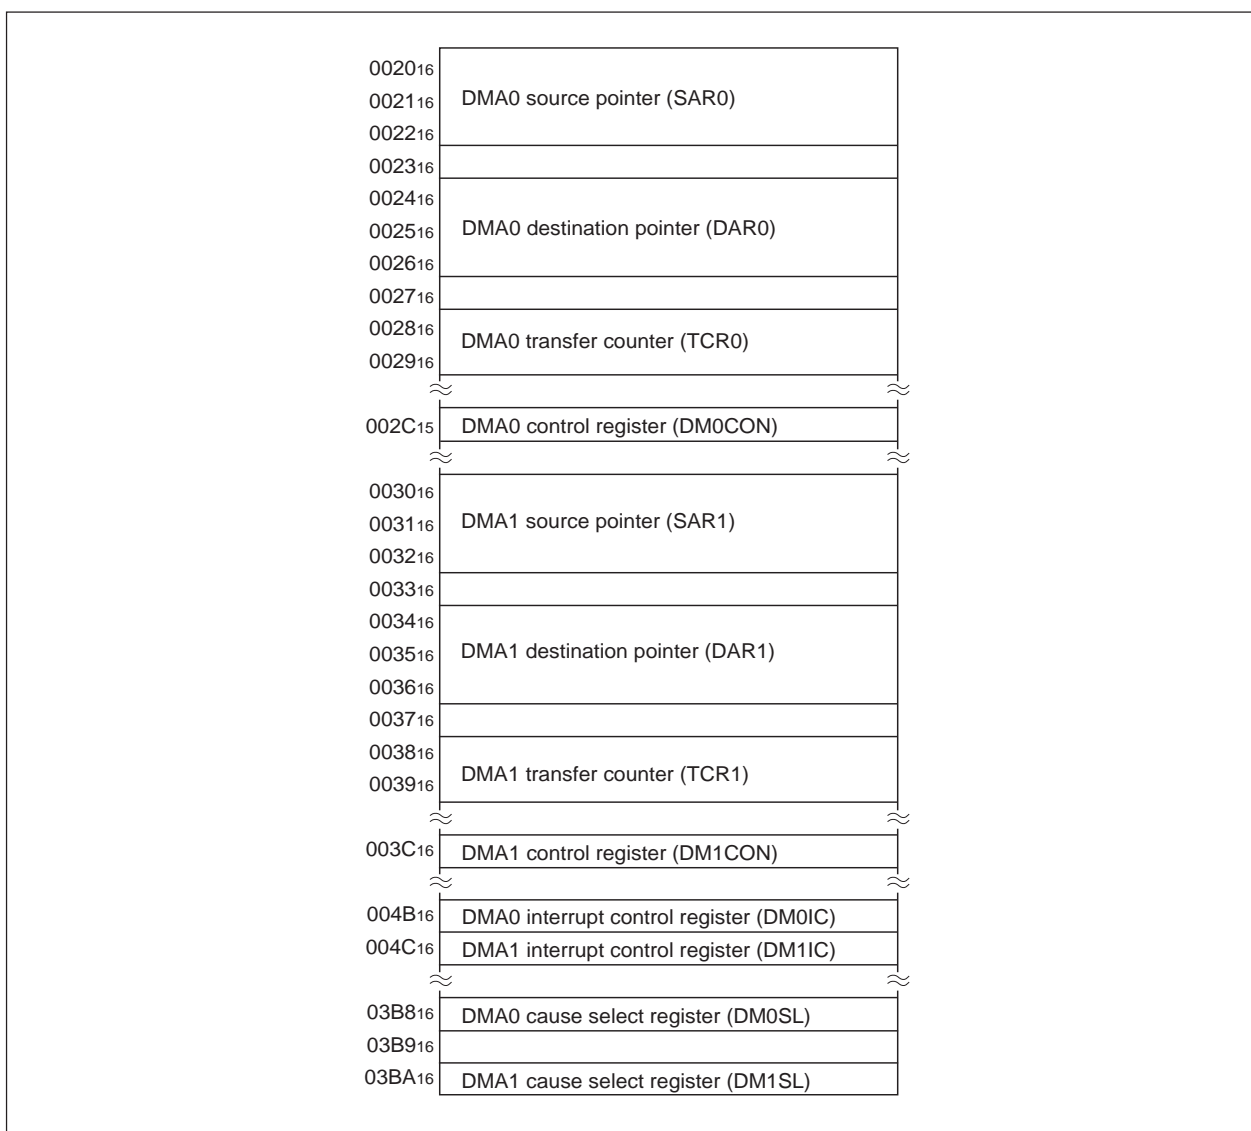 002016
002116 DMA0 source pointer (SAR0)
002216
002316
002416
002516 DMA0 destination pointer (DAR0)
002616
002716
002816
DMA0 transfer counter (TCR0)
002916
002C15 DMA0 control register (DM0CON)
003016
003116 DMA1 source pointer (SAR1)
003216
003316
003416
003516 DMA1 destination pointer (DAR1)
003616
003716
003816
DMA1 transfer counter (TCR1)
003916
003C16 DMA1 control register (DM1CON)
004B16 DMA0 interrupt control register (DM0IC)
004C16 DMA1 interrupt control register (DM1IC)
03B816 DMA0 cause select register (DM0SL)
03B916
03BA16 DMA1 cause select register (DM1SL)